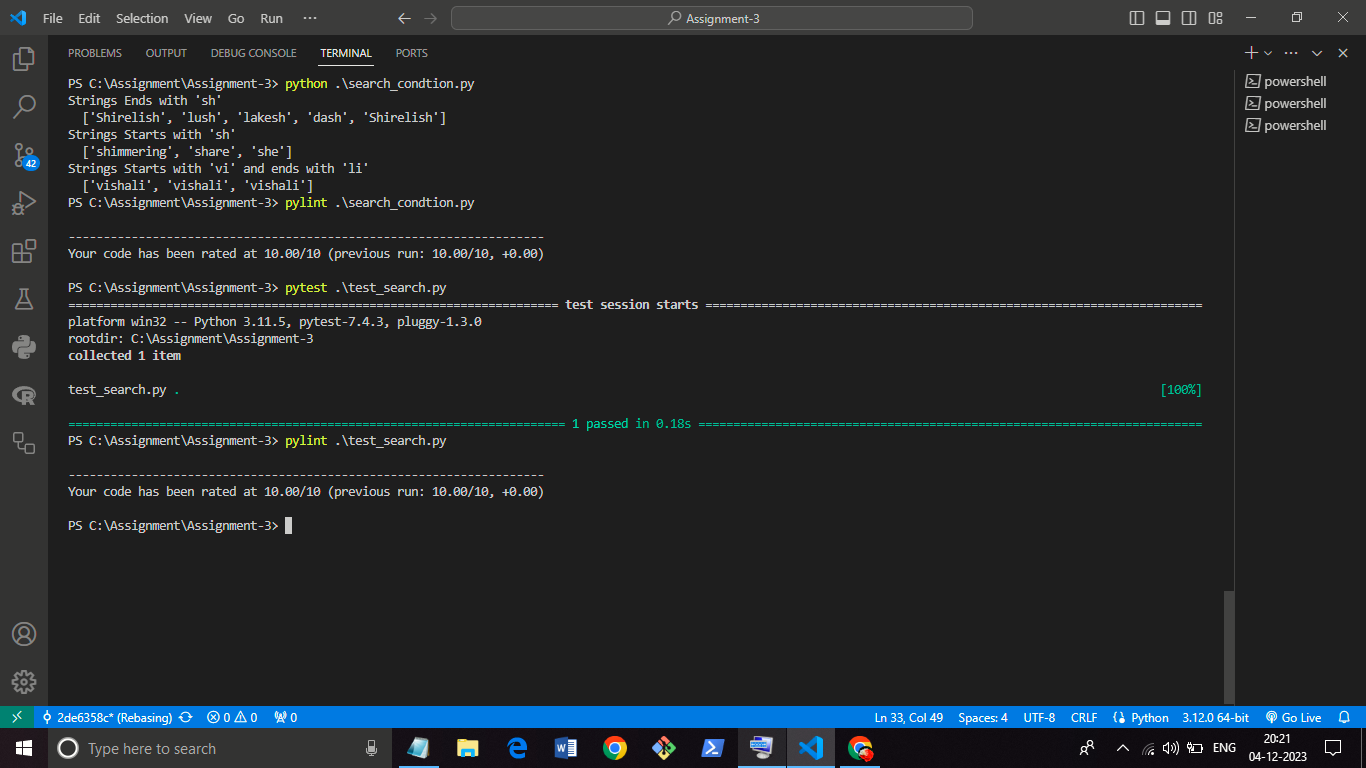 File Edit Selection View Go Run ··· Assignment-3
PROBLEMS OUTPUT DEBUG CONSOLE TERMINAL PORTS
PS C:\Assignment\Assignment-3> python .\search_condtion.py
Strings Ends with 'sh'
['Shirelish', 'lush', 'lakesh', 'dash', 'Shirelish']
Strings Starts with 'sh'
['shimmering', 'share', 'she']
Strings Starts with 'vi' and ends with 'li'
['vishali', 'vishali', 'vishali']
PS C:\Assignment\Assignment-3> pylint .\search_condtion.py
--------------------------------------------------------------------
Your code has been rated at 10.00/10 (previous run: 10.00/10, +0.00)
PS C:\Assignment\Assignment-3> pytest .\test_search.py
====================================================================== test session starts =======================================================================
platform win32 -- Python 3.11.5, pytest-7.4.3, pluggy-1.3.0
rootdir: C:\Assignment\Assignment-3
collected 1 item
test_search.py . [100%]
======================================================================= 1 passed in 0.18s ========================================================================
PS C:\Assignment\Assignment-3> pylint .\test_search.py
--------------------------------------------------------------------
Your code has been rated at 10.00/10 (previous run: 10.00/10, +0.00)
PS C:\Assignment\Assignment-3>
powershell
powershell
powershell
42
2de6358c* (Rebasing) 0 0 0 Ln 33, Col 49 Spaces: 4 UTF-8 CRLF Python 3.12.0 64-bit Go Live
Type here to search ENG 20:21
04-12-2023